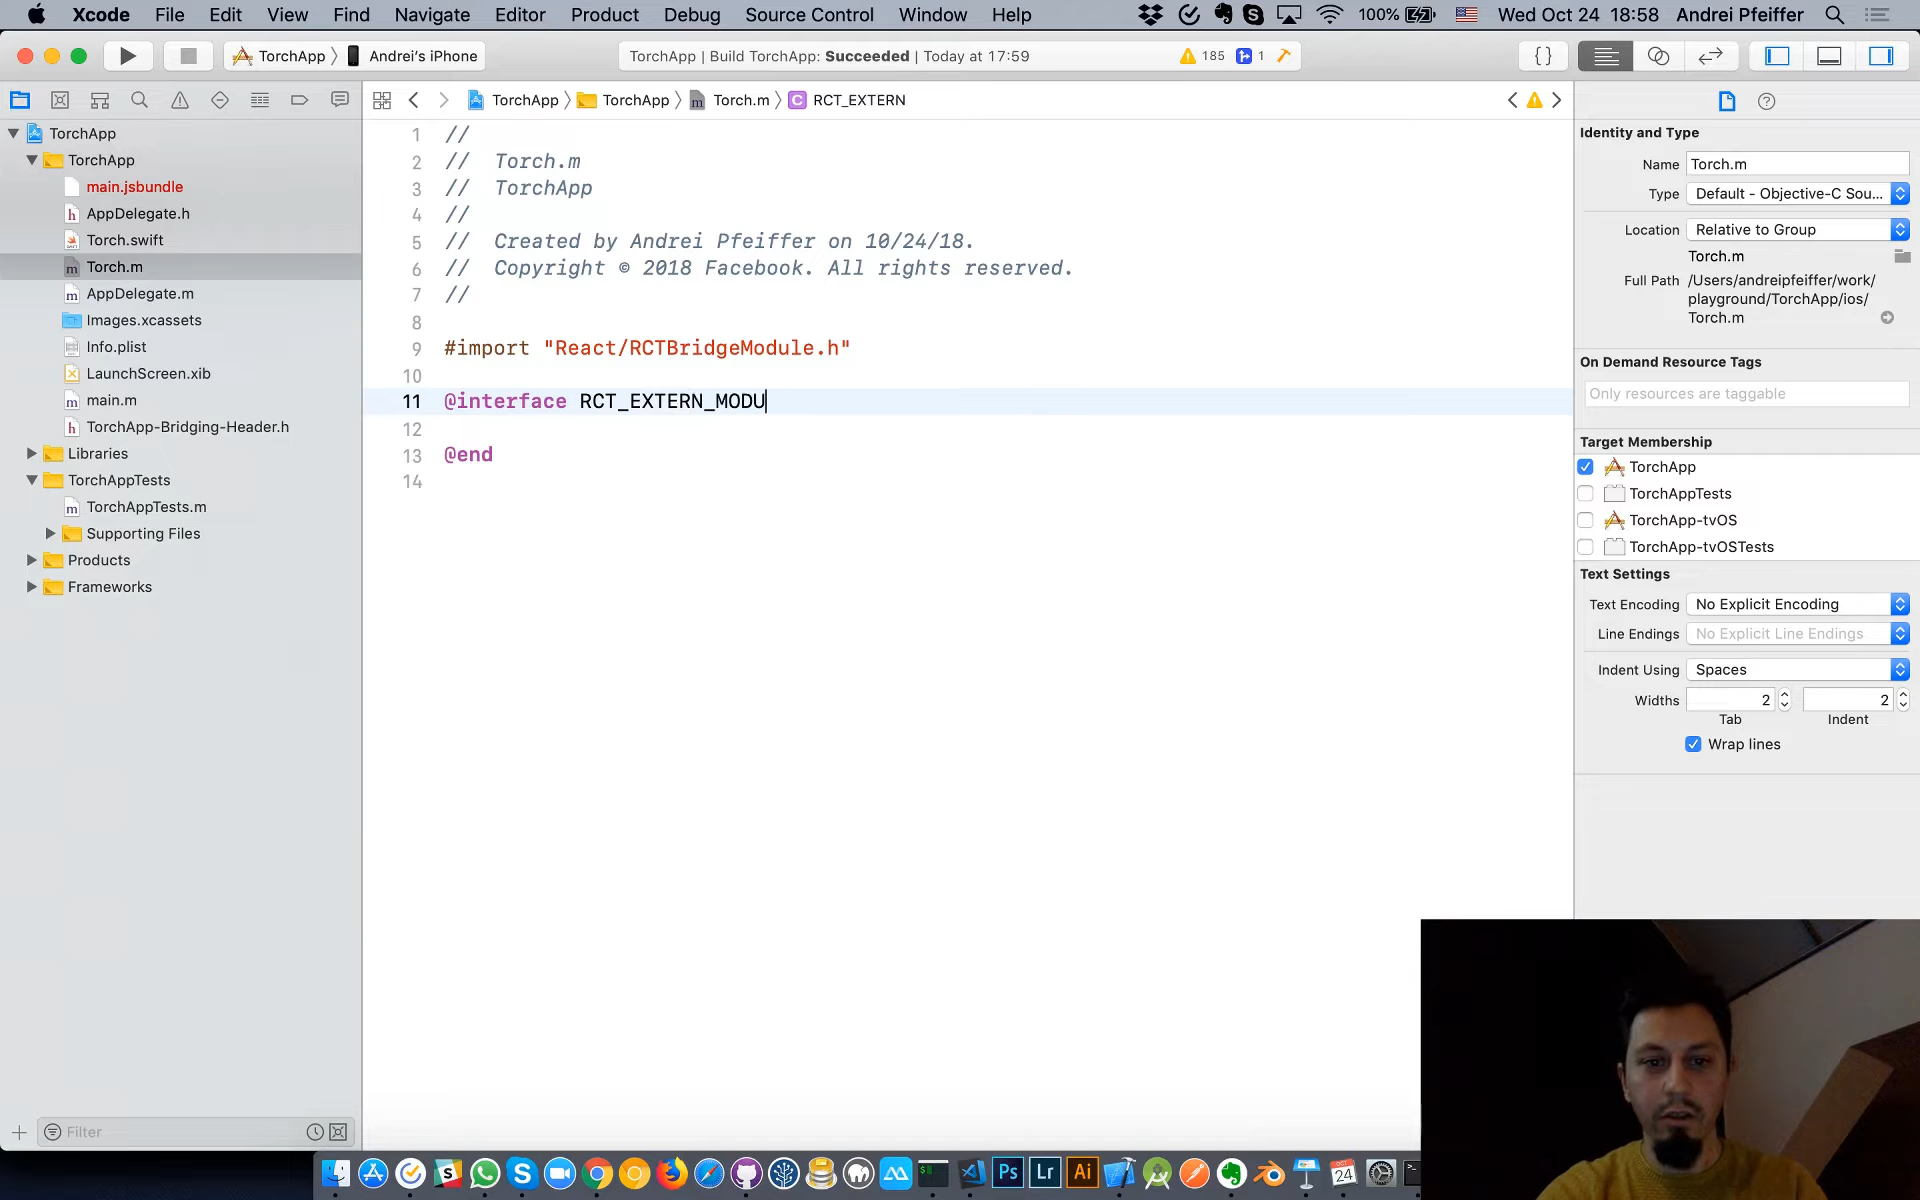 Xcode File Edit View Find Navigate Editor Product Debug Source Control Window Help 100% Wed Oct 24 18:58 Andrei Pfeiffer
TorchApp Andrei's iPhone TorchApp | Build TorchApp: Succeeded | Today at 17:59 185 1 {}
TorchApp TorchApp m Torch.m C RCT_EXTERN
TorchApp
TorchApp
main.jsbundle
h AppDelegate.h
Torch.swift
m Torch.m
m AppDelegate.m
Images.xcassets
Info.plist
LaunchScreen.xib
m main.m
h TorchApp-Bridging-Header.h
Libraries
TorchAppTests
m TorchAppTests.m
Supporting Files
Products
Frameworks
Filter
1 //
2 // Torch.m
3 // TorchApp
4 //
5 // Created by Andrei Pfeiffer on 10/24/18.
6 // Copyright © 2018 Facebook. All rights reserved.
7 //
8
9 #import "React/RCTBridgeModule.h"
10
11 @interface RCT_EXTERN_MODU
12
13 @end
14
Identity and Type
Name Torch.m
Type Default - Objective-C Sou...
Location Relative to Group
Torch.m
Full Path /Users/andreipfeiffer/work/
playground/TorchApp/ios/
Torch.m
On Demand Resource Tags
Only resources are taggable
Target Membership
TorchApp
TorchAppTests
TorchApp-tvOS
TorchApp-tvOSTests
Text Settings
Text Encoding No Explicit Encoding
Line Endings No Explicit Line Endings
Indent Using Spaces
Widths 2 2
Tab Indent
Wrap lines
Ps Lr Ai 24